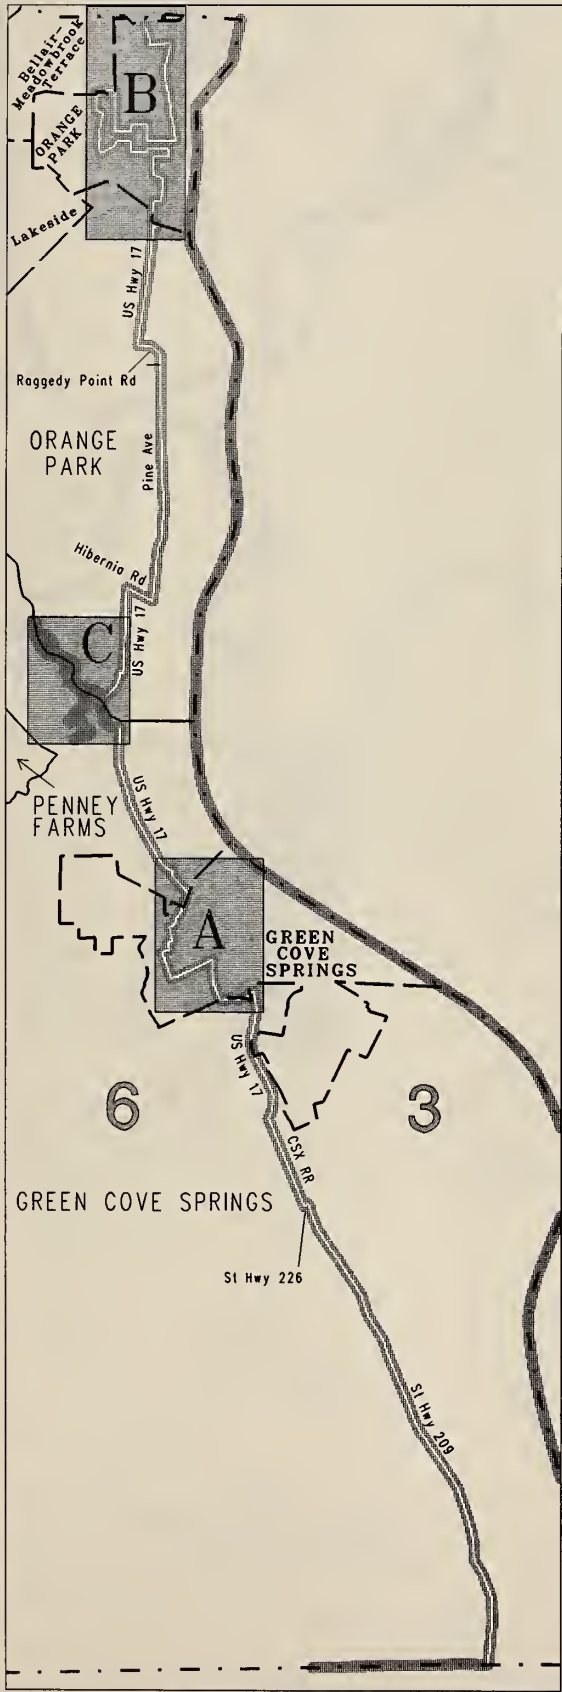 Bellair-
Meadowbrook
Terrace
B
ORANGE
PARK
Lakeside
US Hwy 17
Raggedy Point Rd
ORANGE
PARK
Pine Ave
Hibernia Rd
C
US Hwy 17
PENNEY
FARMS
US Hwy 17
A
GREEN
COVE
SPRINGS
US Hwy 17
6
3
CSX RR
GREEN COVE SPRINGS
St Hwy 226
St Hwy 209